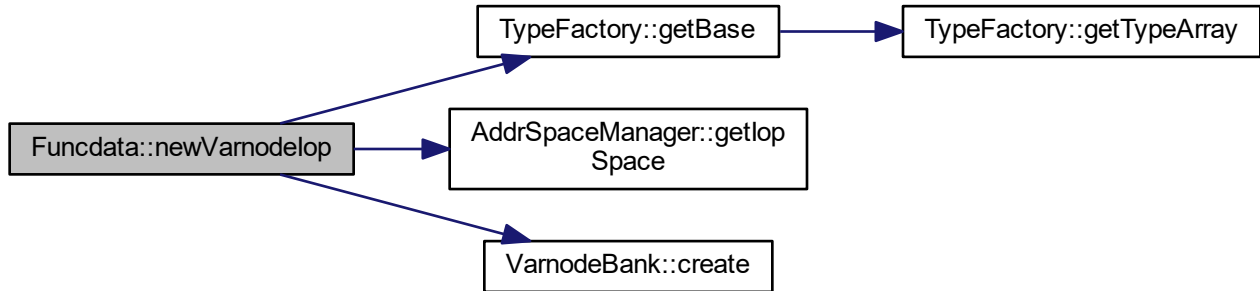 TypeFactory::getBase
TypeFactory::getTypeArray
Funcdata::newVarnodeIop
AddrSpaceManager::getIop
Space
VarnodeBank::create